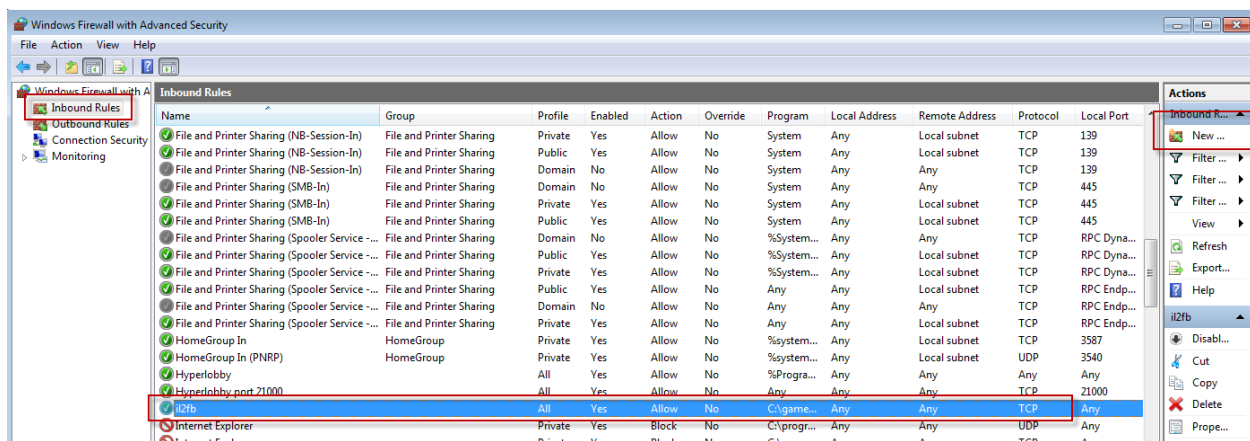 Windows Firewall with Advanced Security
File Action View Help
Windows Firewall with A
Inbound Rules
Outbound Rules
Connection Security
Monitoring
Inbound Rules
Name Group Profile Enabled Action Override Program Local Address Remote Address Protocol Local Port
File and Printer Sharing (NB-Session-In) File and Printer Sharing Private Yes Allow No System Any Local subnet TCP 139
File and Printer Sharing (NB-Session-In) File and Printer Sharing Public Yes Allow No System Any Local subnet TCP 139
File and Printer Sharing (NB-Session-In) File and Printer Sharing Domain No Allow No System Any Any TCP 139
File and Printer Sharing (SMB-In) File and Printer Sharing Domain No Allow No System Any Any TCP 445
File and Printer Sharing (SMB-In) File and Printer Sharing Private Yes Allow No System Any Local subnet TCP 445
File and Printer Sharing (SMB-In) File and Printer Sharing Public Yes Allow No System Any Local subnet TCP 445
File and Printer Sharing (Spooler Service -... File and Printer Sharing Domain No Allow No %System... Any Any TCP RPC Dyna...
File and Printer Sharing (Spooler Service -... File and Printer Sharing Public Yes Allow No %System... Any Local subnet TCP RPC Dyna...
File and Printer Sharing (Spooler Service -... File and Printer Sharing Private Yes Allow No %System... Any Local subnet TCP RPC Dyna...
File and Printer Sharing (Spooler Service -... File and Printer Sharing Public Yes Allow No Any Any Local subnet TCP RPC Endp...
File and Printer Sharing (Spooler Service -... File and Printer Sharing Domain No Allow No Any Any Any TCP RPC Endp...
File and Printer Sharing (Spooler Service -... File and Printer Sharing Private Yes Allow No Any Any Local subnet TCP RPC Endp...
HomeGroup In HomeGroup Private Yes Allow No %system... Any Local subnet TCP 3587
HomeGroup In (PNRP) HomeGroup Private Yes Allow No %system... Any Local subnet UDP 3540
Hyperlobby All Yes Allow No %Progra... Any Any Any Any
Hyperlobby port 21000 All Yes Allow No Any Any Any TCP 21000
il2fb All Yes Allow No C:\game... Any Any TCP Any
Internet Explorer Private Yes Block No C:\progr... Any Any UDP Any
Actions
Inbound R...
New ...
Filter ...
Filter ...
Filter ...
View
Refresh
Export...
Help
il2fb
Disabl...
Cut
Copy
Delete
Prope...